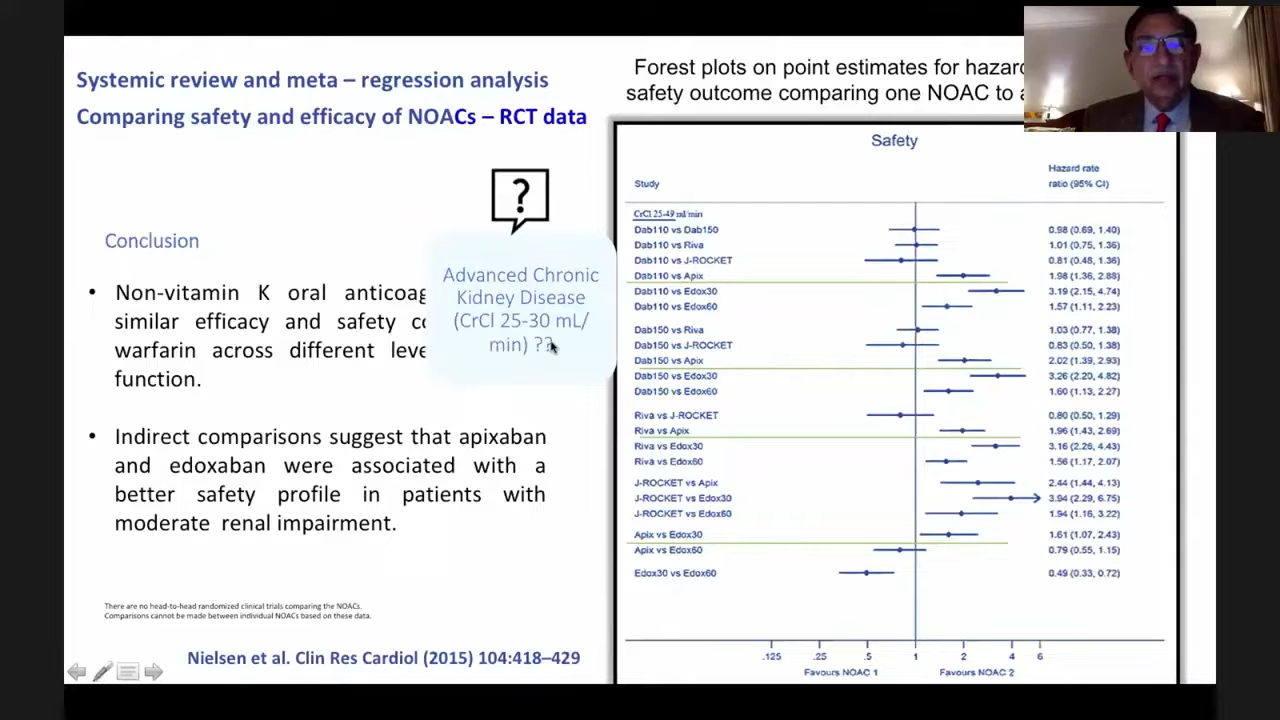 Systemic review and meta – regression analysis
Comparing safety and efficacy of NOACs – RCT data
Forest plots on point estimates for hazar
safety outcome comparing one NOAC to a
?
Conclusion
Advanced Chronic
Kidney Disease
(CrCl 25-30 mL/
min) ??
• Non-vitamin K oral anticoag
similar efficacy and safety co
warfarin across different leve
function.
• Indirect comparisons suggest that apixaban
and edoxaban were associated with a
better safety profile in patients with
moderate renal impairment.
There are no head-to-head randomized clinical trials comparing the NOACs.
Comparisons cannot be made between individual NOACs based on these data.
Nielsen et al. Clin Res Cardiol (2015) 104:418–429
Safety
Hazard rate
Study ratio (95% CI)
CrCl 25-49 ml/min
Dab110 vs Dab150 0.98 (0.69, 1.40)
Dab110 vs Riva 1.01 (0.75, 1.36)
Dab110 vs J-ROCKET 0.81 (0.48, 1.36)
Dab110 vs Apix 1.98 (1.36, 2.88)
Dab110 vs Edox30 3.19 (2.15, 4.74)
Dab110 vs Edox60 1.57 (1.11, 2.23)
Dab150 vs Riva 1.03 (0.77, 1.38)
Dab150 vs J-ROCKET 0.83 (0.50, 1.38)
Dab150 vs Apix 2.02 (1.39, 2.93)
Dab150 vs Edox30 3.26 (2.20, 4.82)
Dab150 vs Edox60 1.60 (1.13, 2.27)
Riva vs J-ROCKET 0.80 (0.50, 1.29)
Riva vs Apix 1.96 (1.43, 2.69)
Riva vs Edox30 3.16 (2.26, 4.43)
Riva vs Edox60 1.56 (1.17, 2.07)
J-ROCKET vs Apix 2.44 (1.44, 4.13)
J-ROCKET vs Edox30 3.94 (2.29, 6.75)
J-ROCKET vs Edox60 1.94 (1.16, 3.22)
Apix vs Edox30 1.61 (1.07, 2.43)
Apix vs Edox60 0.79 (0.55, 1.15)
Edox30 vs Edox60 0.49 (0.33, 0.72)
.125 .25 .5 1 2 4 6
Favours NOAC 1 Favours NOAC 2